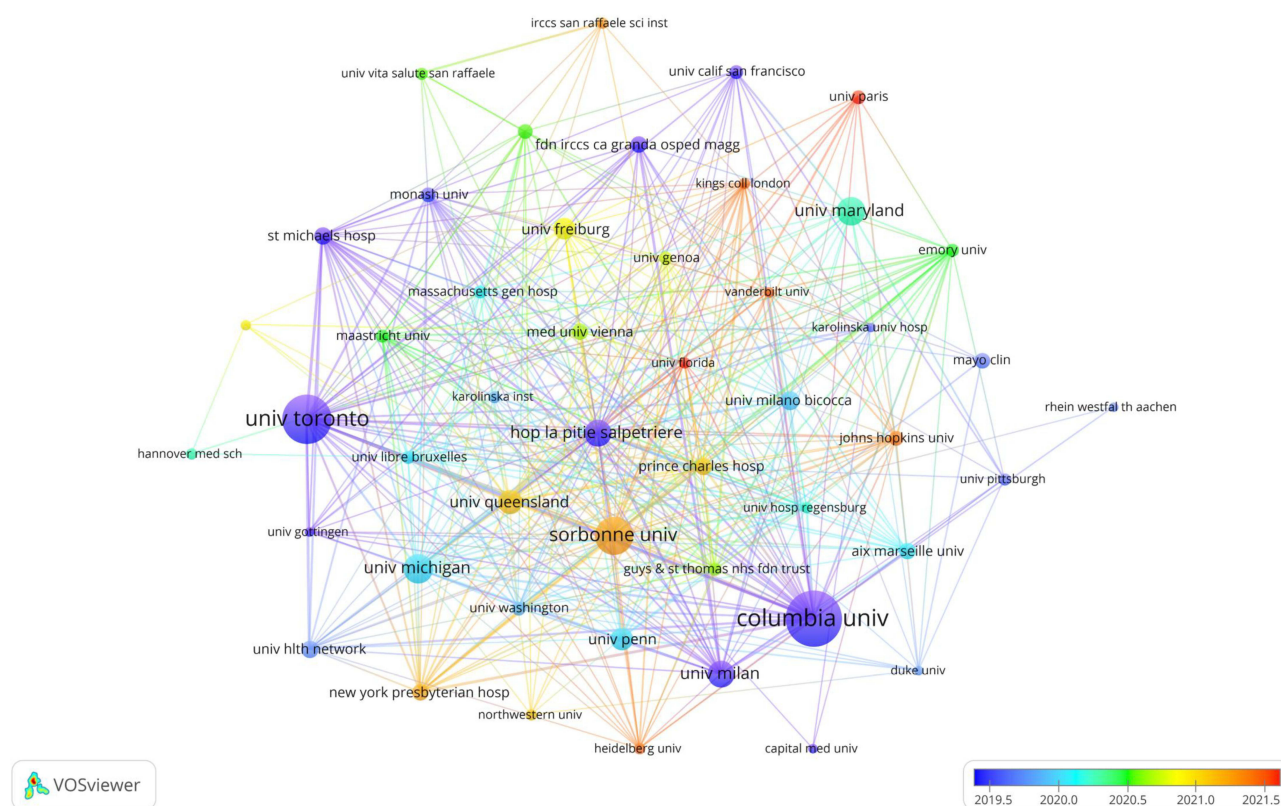 irccs san raffaele sci inst
univ vita salute san raffaele
univ calif san francisco
univ paris
fdn irccs ca granda osped magg
kings coll london
monash univ
univ maryland
st michaels hosp
univ freiburg
emory univ
univ genoa
massachusetts gen hosp
vanderbilt univ
karolinska univ hosp
maastricht univ
med univ vienna
univ florida
mayo clin
karolinska inst
univ milano bicocca
rhein westfal th aachen
univ toronto
hop la pitie salpetriere
johns hopkins univ
hannover med sch
univ libre bruxelles
prince charles hosp
univ pittsburgh
univ queensland
univ hosp regensburg
univ gottingen
sorbonne univ
aix marseille univ
univ michigan
guys & st thomas nhs fdn trust
univ washington
columbia univ
univ penn
univ hlth network
univ milan
duke univ
new york presbyterian hosp
northwestern univ
heidelberg univ
capital med univ
VOSviewer
2019.5 2020.0 2020.5 2021.0 2021.5